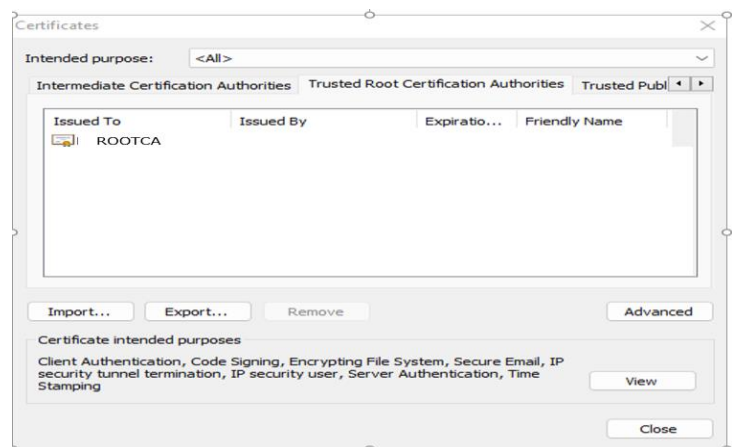 Certificates
Intended purpose: <All>
Intermediate Certification Authorities Trusted Root Certification Authorities Trusted Publ
Issued To Issued By Expiratio... Friendly Name
ROOTCA
Import... Export... Remove Advanced
Certificate intended purposes
Client Authentication, Code Signing, Encrypting File System, Secure Email, IP
security tunnel termination, IP security user, Server Authentication, Time
Stamping
View
Close